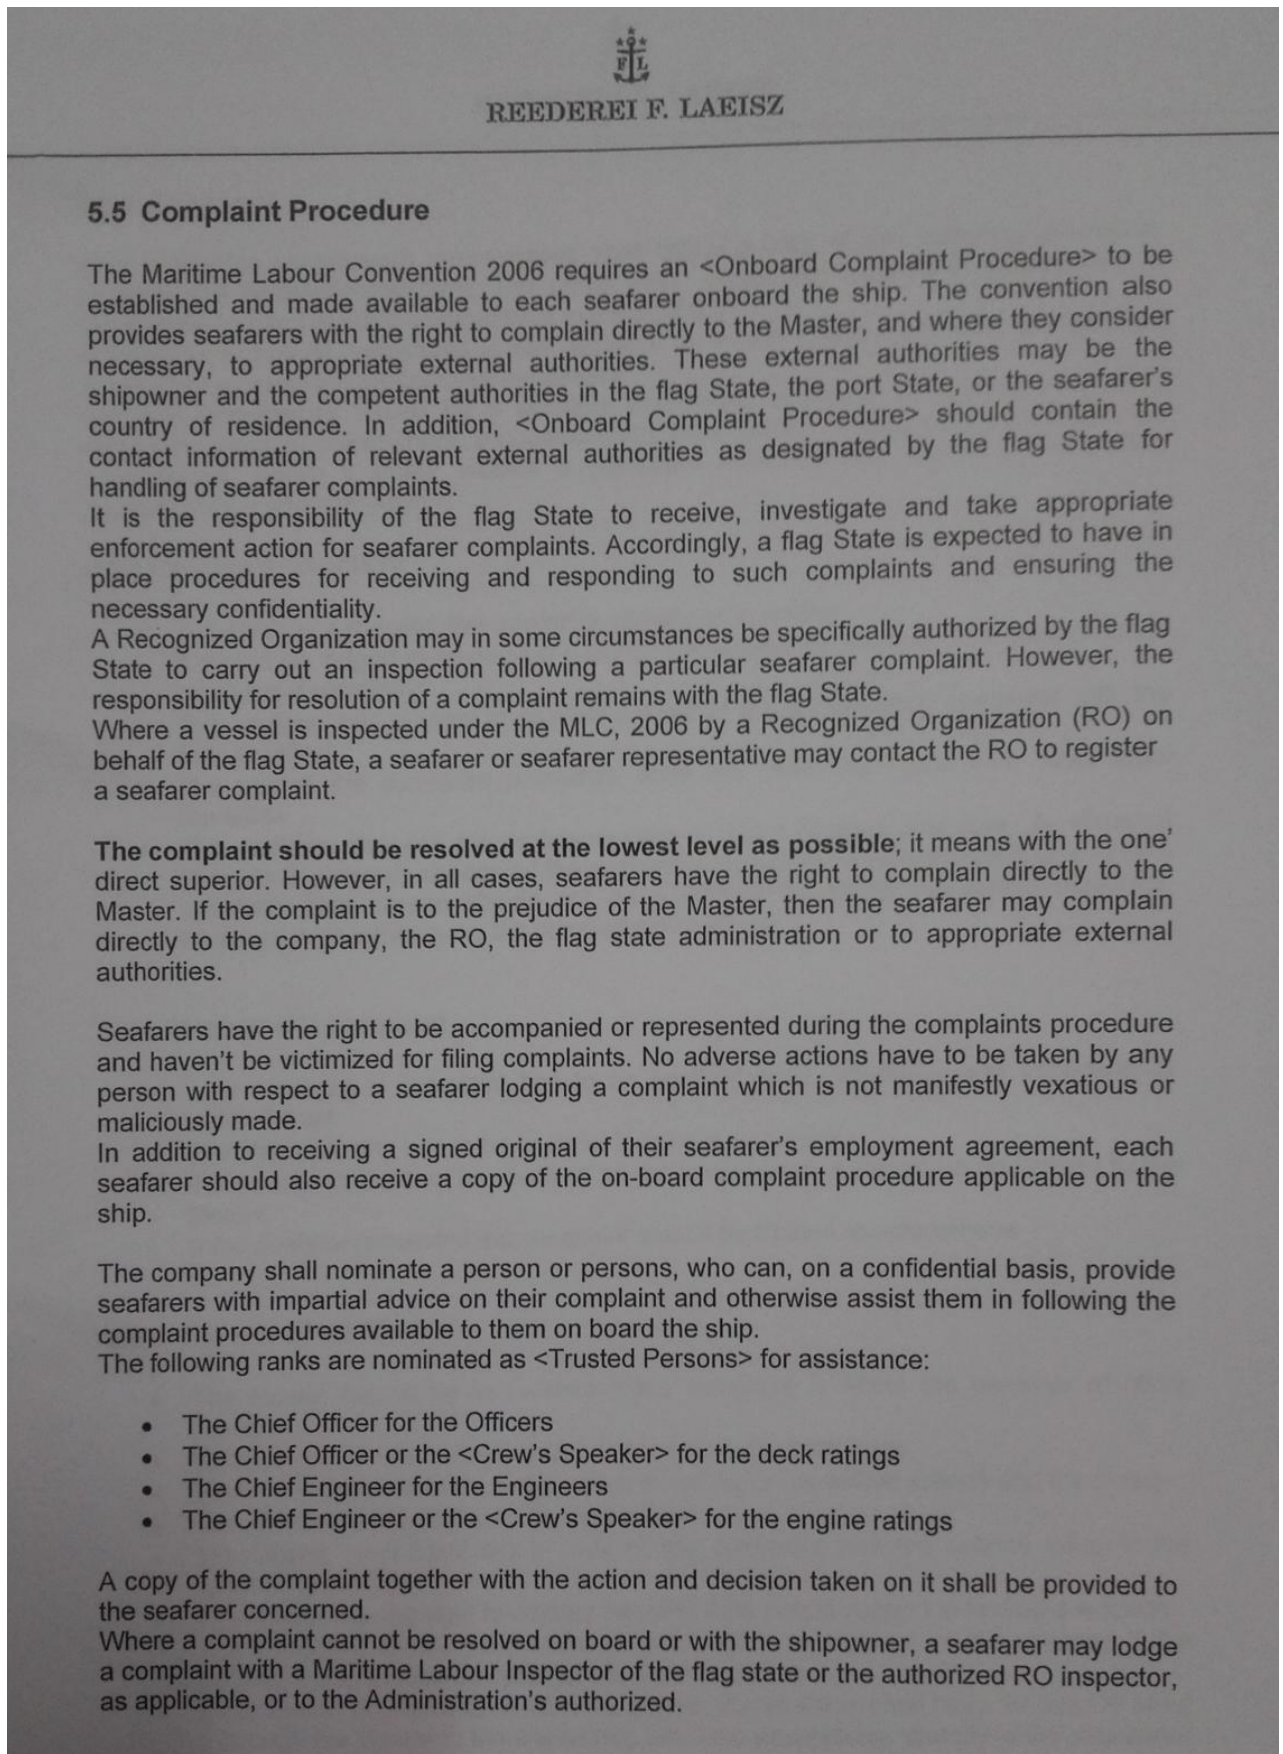 F L
REEDEREI F. LAEISZ
5.5 Complaint Procedure
The Maritime Labour Convention 2006 requires an <Onboard Complaint Procedure> to be
established and made available to each seafarer onboard the ship. The convention also
provides seafarers with the right to complain directly to the Master, and where they consider
necessary, to appropriate external authorities. These external authorities may be the
shipowner and the competent authorities in the flag State, the port State, or the seafarer's
country of residence. In addition, <Onboard Complaint Procedure> should contain the
contact information of relevant external authorities as designated by the flag State for
handling of seafarer complaints.
It is the responsibility of the flag State to receive, investigate and take appropriate
enforcement action for seafarer complaints. Accordingly, a flag State is expected to have in
place procedures for receiving and responding to such complaints and ensuring the
necessary confidentiality.
A Recognized Organization may in some circumstances be specifically authorized by the flag
State to carry out an inspection following a particular seafarer complaint. However, the
responsibility for resolution of a complaint remains with the flag State.
Where a vessel is inspected under the MLC, 2006 by a Recognized Organization (RO) on
behalf of the flag State, a seafarer or seafarer representative may contact the RO to register
a seafarer complaint.
The complaint should be resolved at the lowest level as possible; it means with the one'
direct superior. However, in all cases, seafarers have the right to complain directly to the
Master. If the complaint is to the prejudice of the Master, then the seafarer may complain
directly to the company, the RO, the flag state administration or to appropriate external
authorities.
Seafarers have the right to be accompanied or represented during the complaints procedure
and haven't be victimized for filing complaints. No adverse actions have to be taken by any
person with respect to a seafarer lodging a complaint which is not manifestly vexatious or
maliciously made.
In addition to receiving a signed original of their seafarer's employment agreement, each
seafarer should also receive a copy of the on-board complaint procedure applicable on the
ship.
The company shall nominate a person or persons, who can, on a confidential basis, provide
seafarers with impartial advice on their complaint and otherwise assist them in following the
complaint procedures available to them on board the ship.
The following ranks are nominated as <Trusted Persons> for assistance:
• The Chief Officer for the Officers
• The Chief Officer or the <Crew's Speaker> for the deck ratings
• The Chief Engineer for the Engineers
• The Chief Engineer or the <Crew's Speaker> for the engine ratings
A copy of the complaint together with the action and decision taken on it shall be provided to
the seafarer concerned.
Where a complaint cannot be resolved on board or with the shipowner, a seafarer may lodge
a complaint with a Maritime Labour Inspector of the flag state or the authorized RO inspector,
as applicable, or to the Administration's authorized.